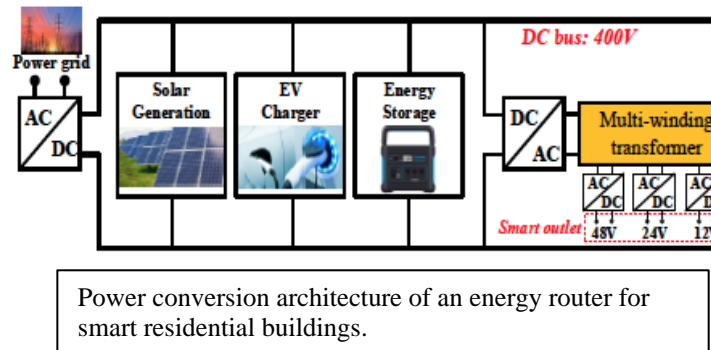 DC bus: 400V
Power grid
Solar
Generation
EV
Charger
Energy
Storage
AC
DC
DC
AC
Multi-winding
transformer
AC
DC
AC
DC
AC
Smart outlet
48V
24V
Power conversion architecture of an energy router for
smart residential buildings.